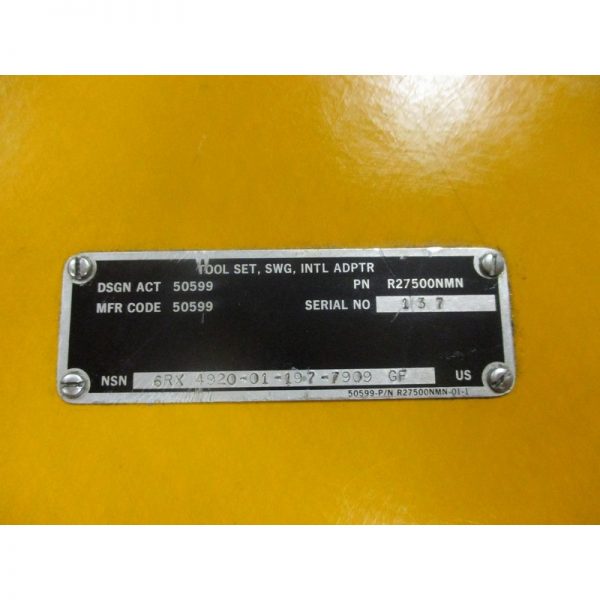 TOOL SET, SWG, INTL ADPTR
DSGN ACT 50599 PN R27500NMN
MFR CODE 50599 SERIAL NO 137
NSN 6RX 4920-01-197-7909 GF US
50599-P/N R27500NMN-01-1